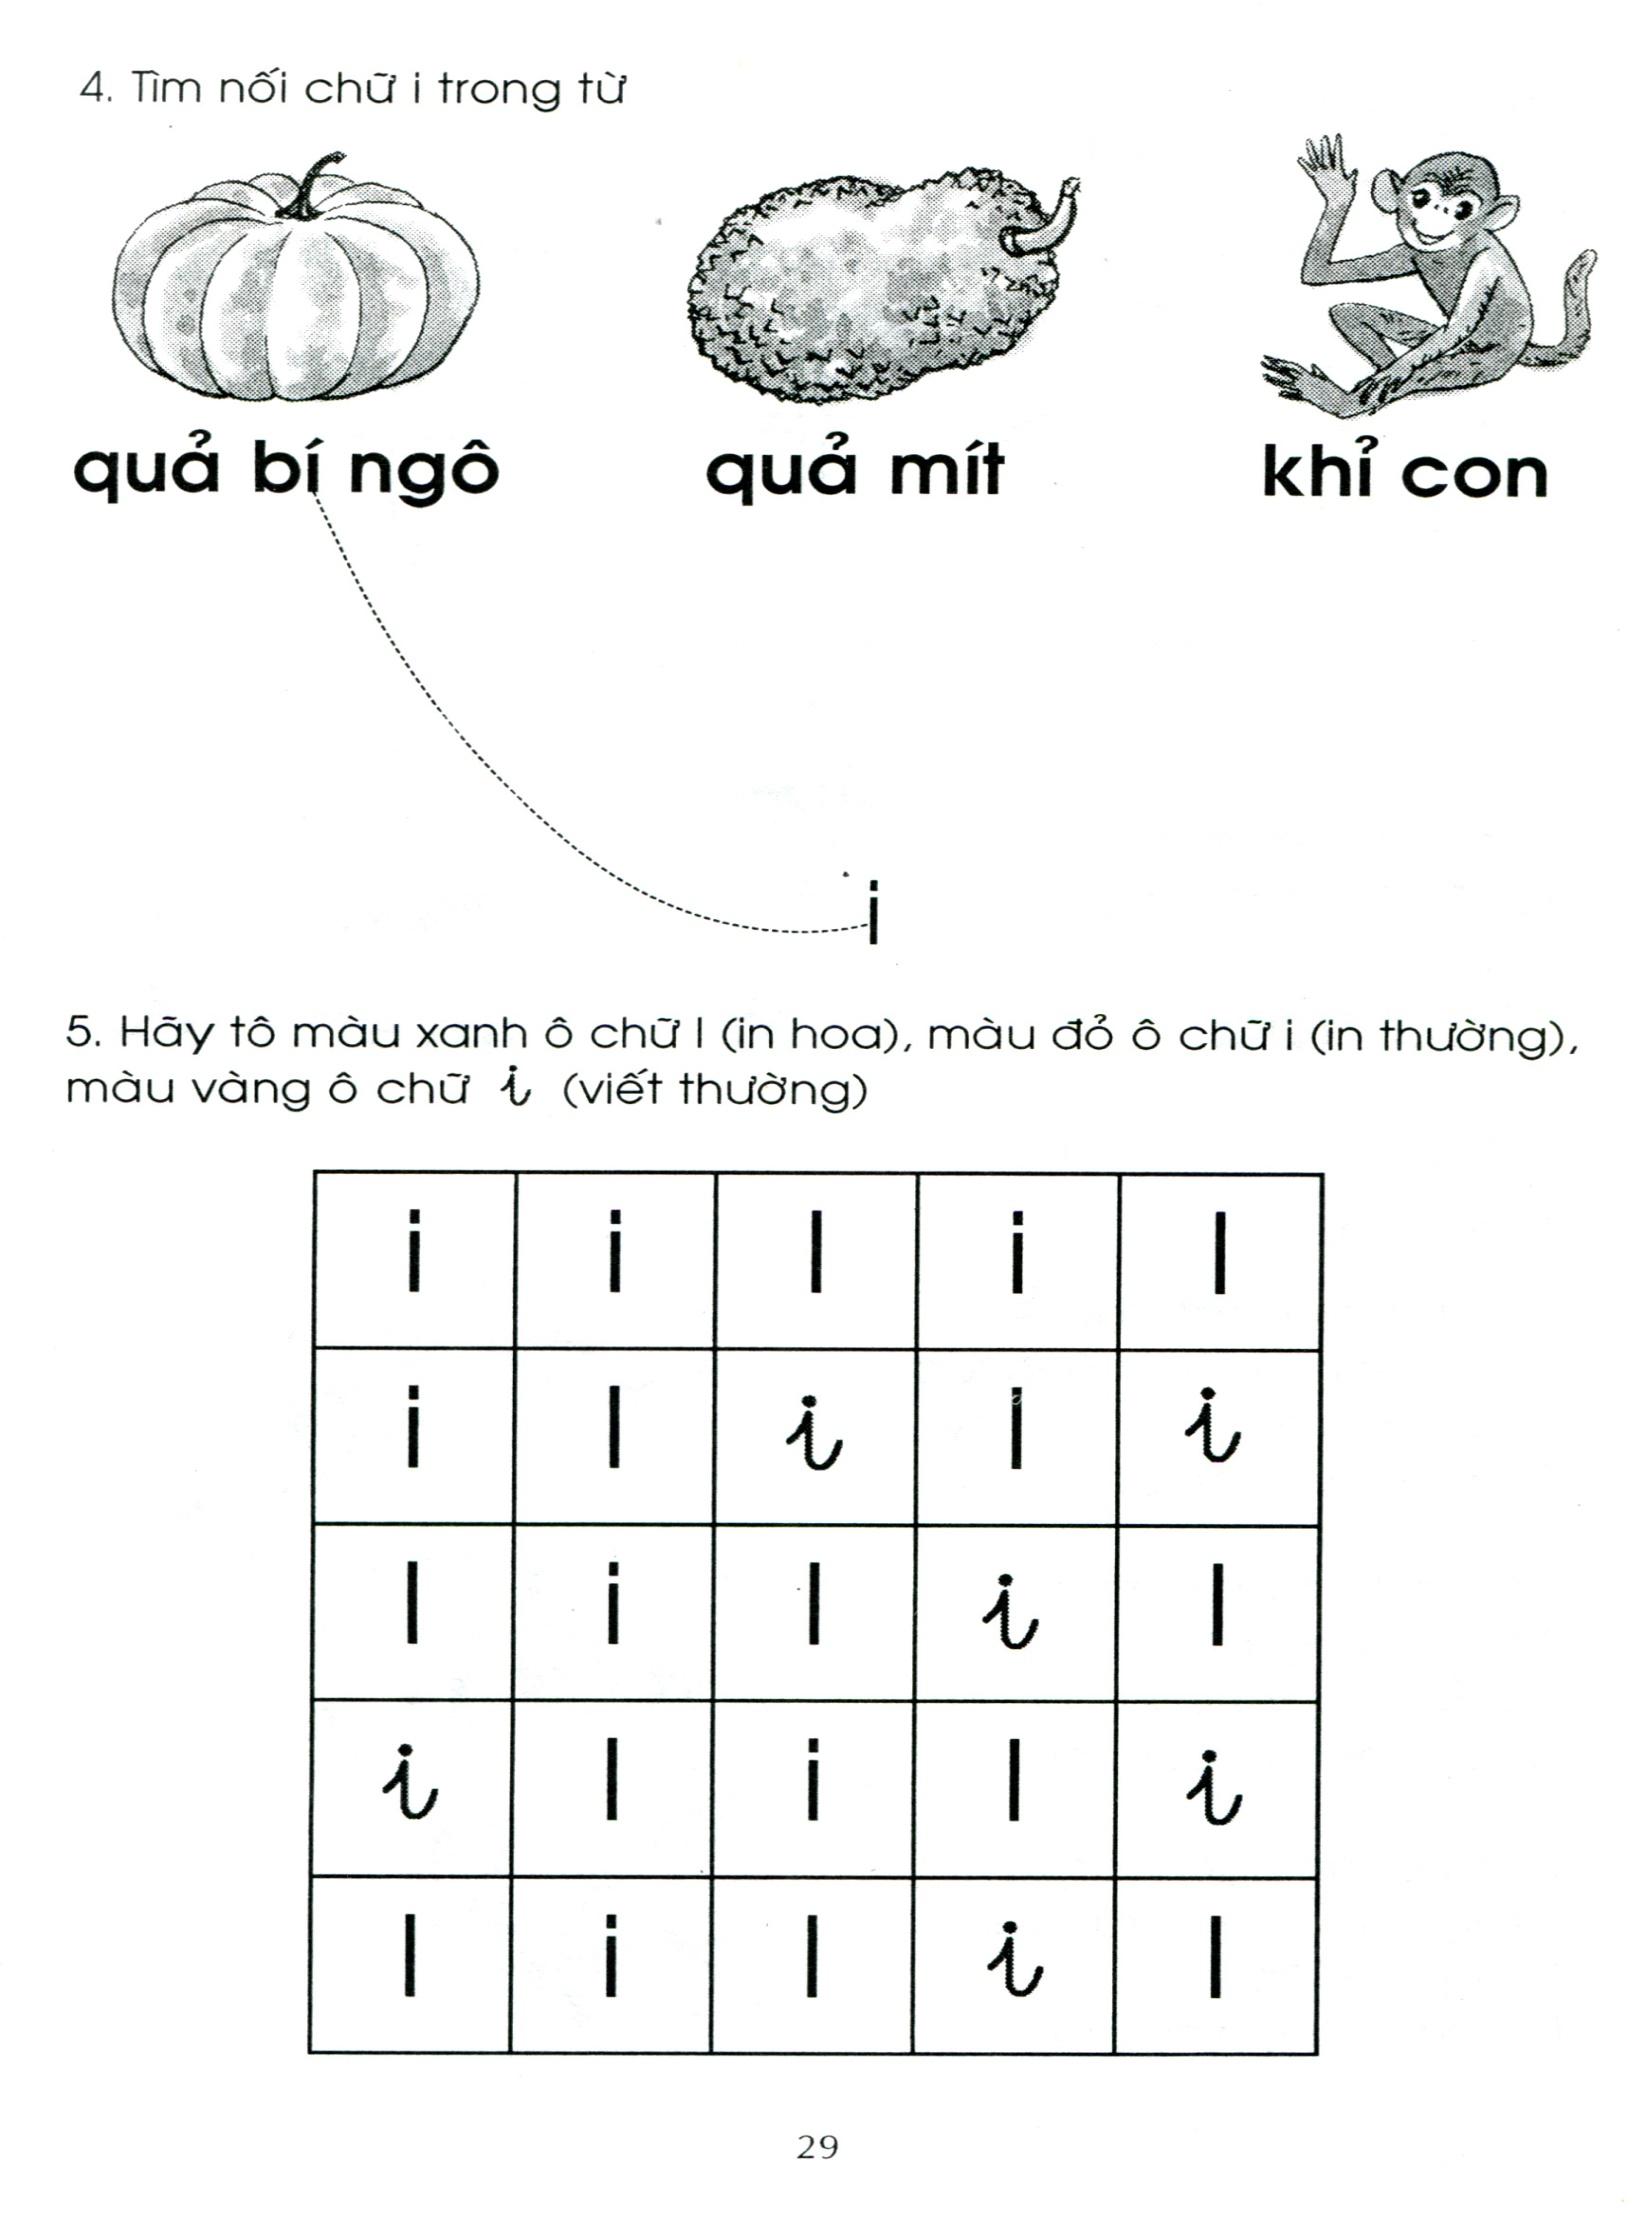 4. Tìm nối chữ i trong từ
quả bí ngô quả mít khỉ con
i
5. Hãy tô màu xanh ô chữ I (in hoa), màu đỏ ô chữ i (in thường),
màu vàng ô chữ i (viết thường)
i i I i I
i I i i i
I i I i I
i I i I i
I i I i I
29